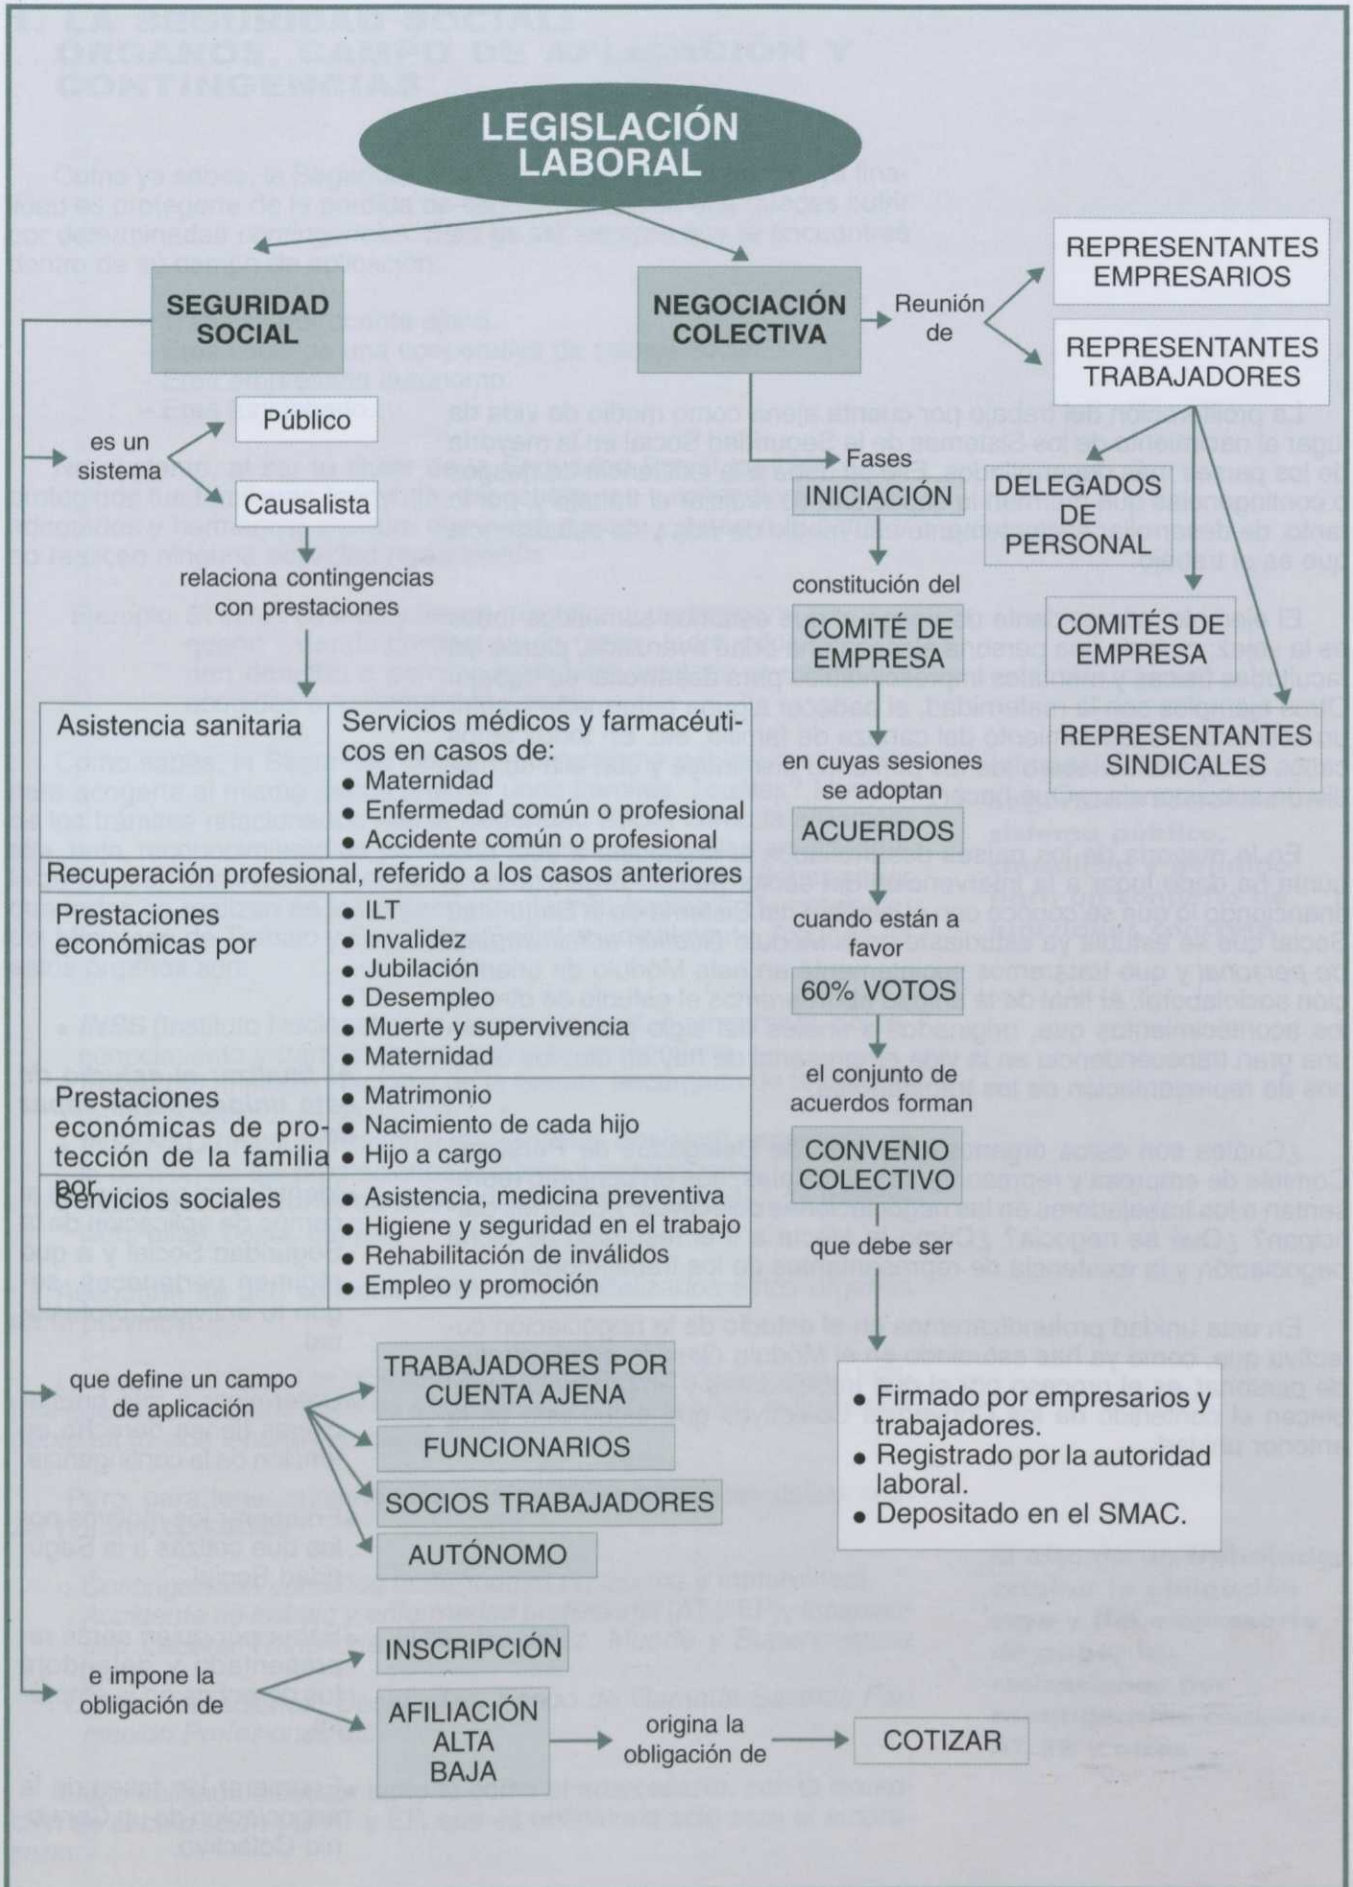 LEGISLACIÓN
LABORAL
SEGURIDAD
SOCIAL
NEGOCIACIÓN
COLECTIVA
Reunión
de
REPRESENTANTES
EMPRESARIOS
REPRESENTANTES
TRABAJADORES
es un
sistema
Público
Causalista
relaciona contingencias
con prestaciones
Asistencia sanitaria
Servicios médicos y farmacéuti-
cos en casos de:
● Maternidad
● Enfermedad común o profesional
● Accidente común o profesional
Recuperación profesional, referido a los casos anteriores
Prestaciones
económicas por
● ILT
● Invalidez
● Jubilación
● Desempleo
● Muerte y supervivencia
● Maternidad
Prestaciones
económicas de pro-
tección de la familia
por
● Matrimonio
● Nacimiento de cada hijo
● Hijo a cargo
Servicios sociales
● Asistencia, medicina preventiva
● Higiene y seguridad en el trabajo
● Rehabilitación de inválidos
● Empleo y promoción
Fases
INICIACIÓN
constitución del
COMITÉ DE
EMPRESA
en cuyas sesiones
se adoptan
ACUERDOS
cuando están a
favor
60% VOTOS
el conjunto de
acuerdos forman
CONVENIO
COLECTIVO
que debe ser
● Firmado por empresarios y
trabajadores.
● Registrado por la autoridad
laboral.
● Depositado en el SMAC.
DELEGADOS
DE
PERSONAL
COMITÉS DE
EMPRESA
REPRESENTANTES
SINDICALES
que define un campo
de aplicación
TRABAJADORES POR
CUENTA AJENA
FUNCIONARIOS
SOCIOS TRABAJADORES
AUTÓNOMO
e impone la
obligación de
INSCRIPCIÓN
AFILIACIÓN
ALTA
BAJA
origina la
obligación de
COTIZAR